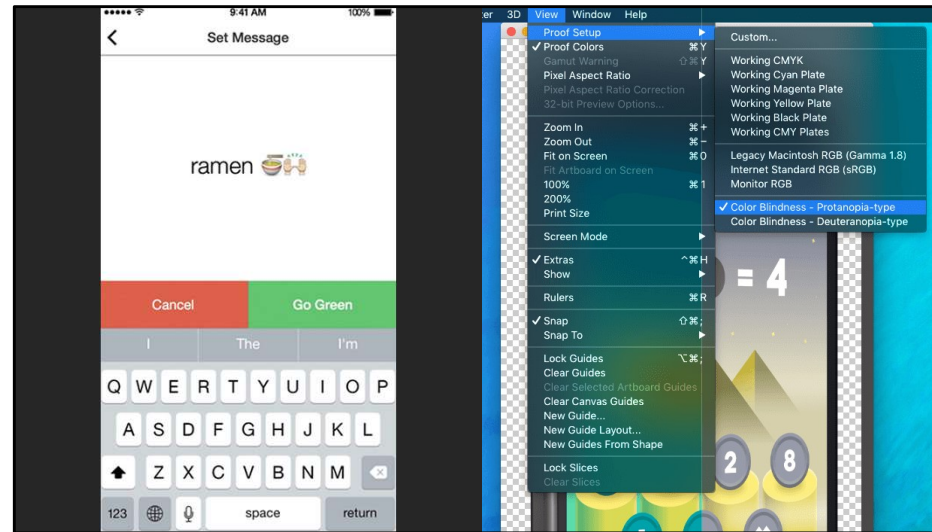 9:41 AM
100%
Set Message
ramen 🍜🙌🏼
Cancel
Go Green
I
The
I'm
Q W E R T Y U I O P
A S D F G H J K L
Z X C V B N M
123
space
return
3D View Window Help
Proof Setup
✓ Proof Colors ⌘Y
Gamut Warning ⇧⌘Y
Pixel Aspect Ratio
Pixel Aspect Ratio Correction
32-bit Preview Options...
Zoom In ⌘+
Zoom Out ⌘−
Fit on Screen ⌘0
Fit Artboard on Screen
100% ⌘1
200%
Print Size
Screen Mode
✓ Extras ^⌘H
Show
Rulers ⌘R
✓ Snap ⇧⌘;
Snap To
Lock Guides ⌥⌘;
Clear Guides
Clear Selected Artboard Guides
Clear Canvas Guides
New Guide...
New Guide Layout...
New Guides From Shape
Lock Slices
Clear Slices
Custom...
Working CMYK
Working Cyan Plate
Working Magenta Plate
Working Yellow Plate
Working Black Plate
Working CMY Plates
Legacy Macintosh RGB (Gamma 1.8)
Internet Standard RGB (sRGB)
Monitor RGB
✓ Color Blindness - Protanopia-type
Color Blindness - Deuteranopia-type
= 4
2 8